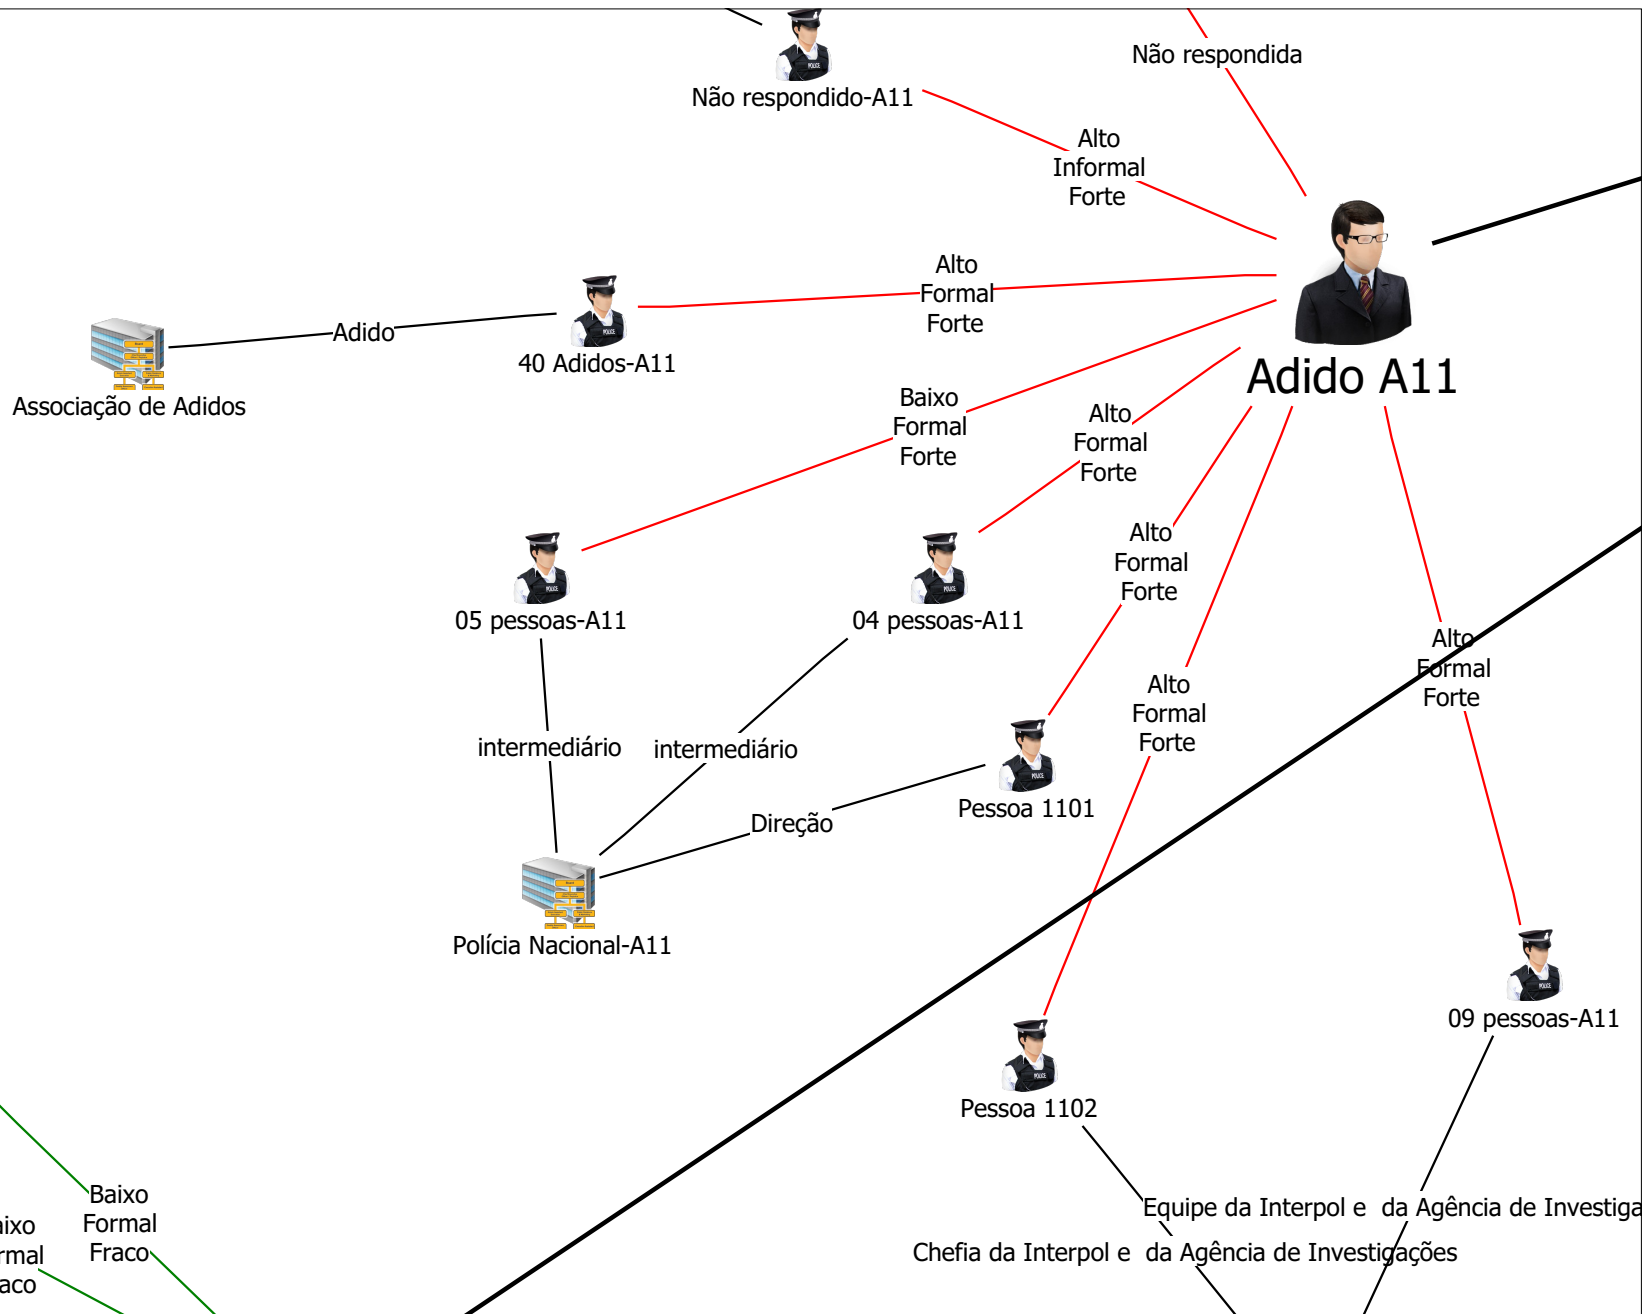 Não respondida
Não respondido-A11
Alto
Informal
Forte
Alto
Formal
Forte
Adido
40 Adidos-A11
Associação de Adidos
Adido A11
Baixo
Formal
Forte
Alto
Formal
Forte
Alto
Formal
Forte
05 pessoas-A11
04 pessoas-A11
Alto
Formal
Forte
Alto
Formal
Forte
intermediário
intermediário
Pessoa 1101
Direção
Polícia Nacional-A11
09 pessoas-A11
Pessoa 1102
Baixo
Formal
Fraco
aixo
rmal
aco
Equipe da Interpol e  da Agência de Investiga
Chefia da Interpol e  da Agência de Investigações